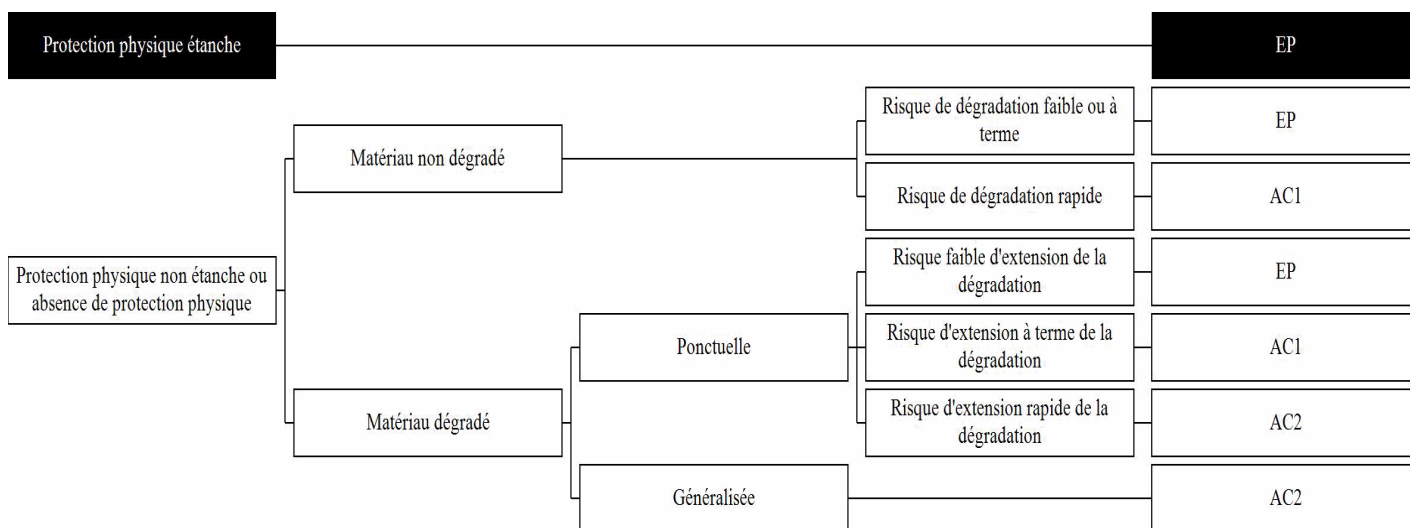 Protection physique étanche
EP
Risque de dégradation faible ou à
terme
EP
Matériau non dégradé
Risque de dégradation rapide
AC1
Protection physique non étanche ou
absence de protection physique
Risque faible d'extension de la
dégradation
EP
Ponctuelle
Risque d'extension à terme de la
dégradation
AC1
Matériau dégradé
Risque d'extension rapide de la
dégradation
AC2
Généralisée
AC2